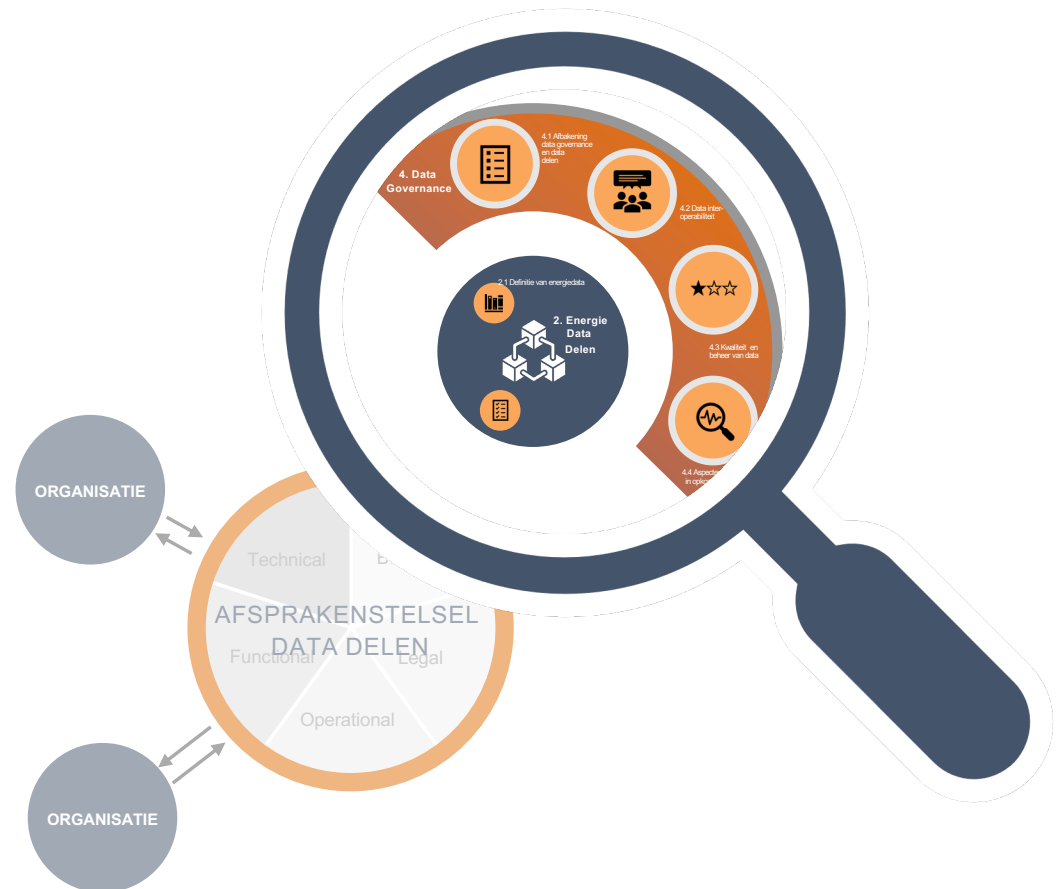 4. Data
Governance
4.1 Afbakening
data governance
en data
delen
4.2 Data inter-
operabiliteit
4.3 Kwaliteit en
beheer van data
4.4
in
2.1 Definitie van energiedata
2. Energie
Data
Delen
ORGANISATIE
Technical
AFSPRAKENSTELSEL
DATA DELEN
Functional
Legal
Operational
ORGANISATIE